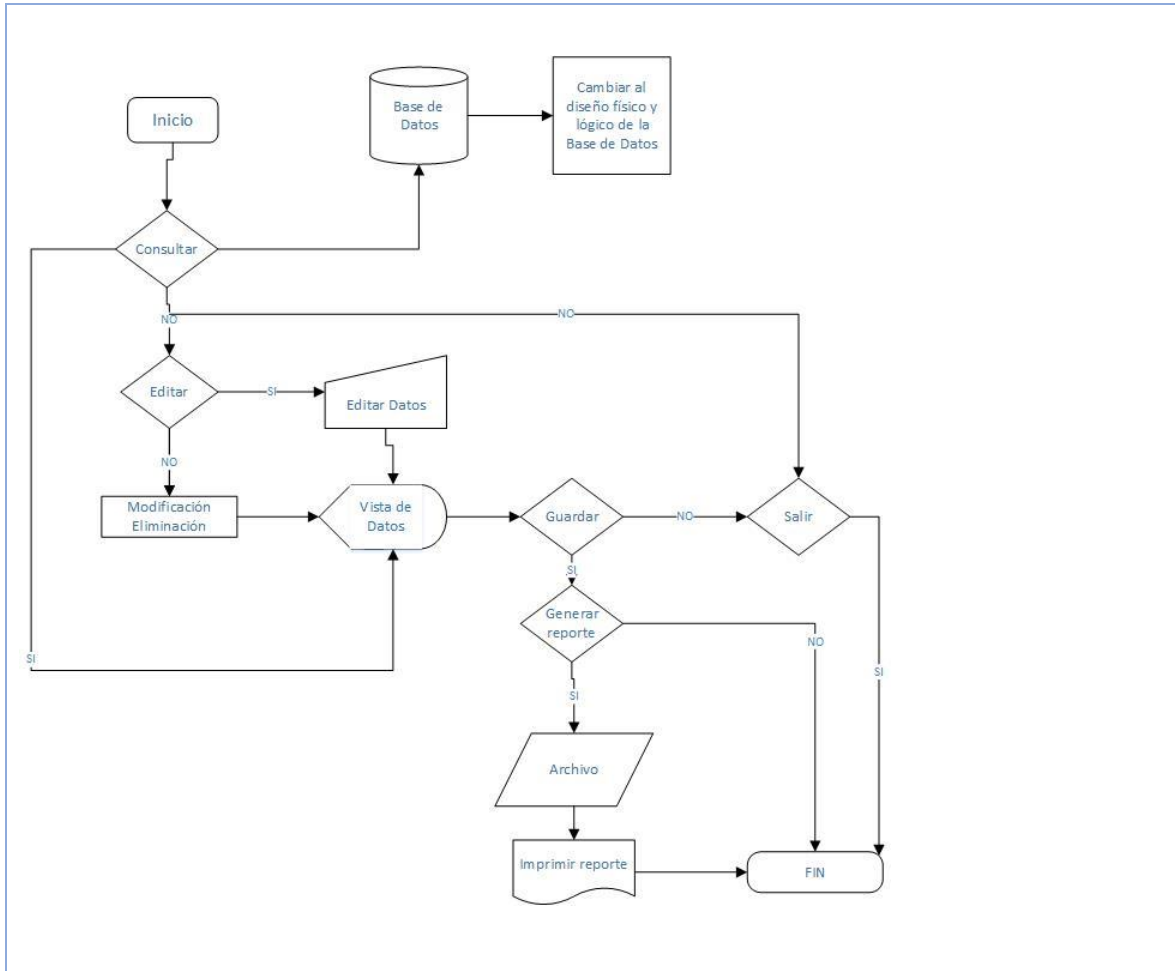 Inicio
Base de
Datos
Cambiar al
diseño físico y
lógico de la
Base de Datos
Consultar
NO
NO
Editar
SI
Editar Datos
NO
Modificación
Eliminación
Vista de
Datos
Guardar
NO
Salir
SI
Generar
reporte
NO
SI
SI
SI
Archivo
Imprimir reporte
FIN